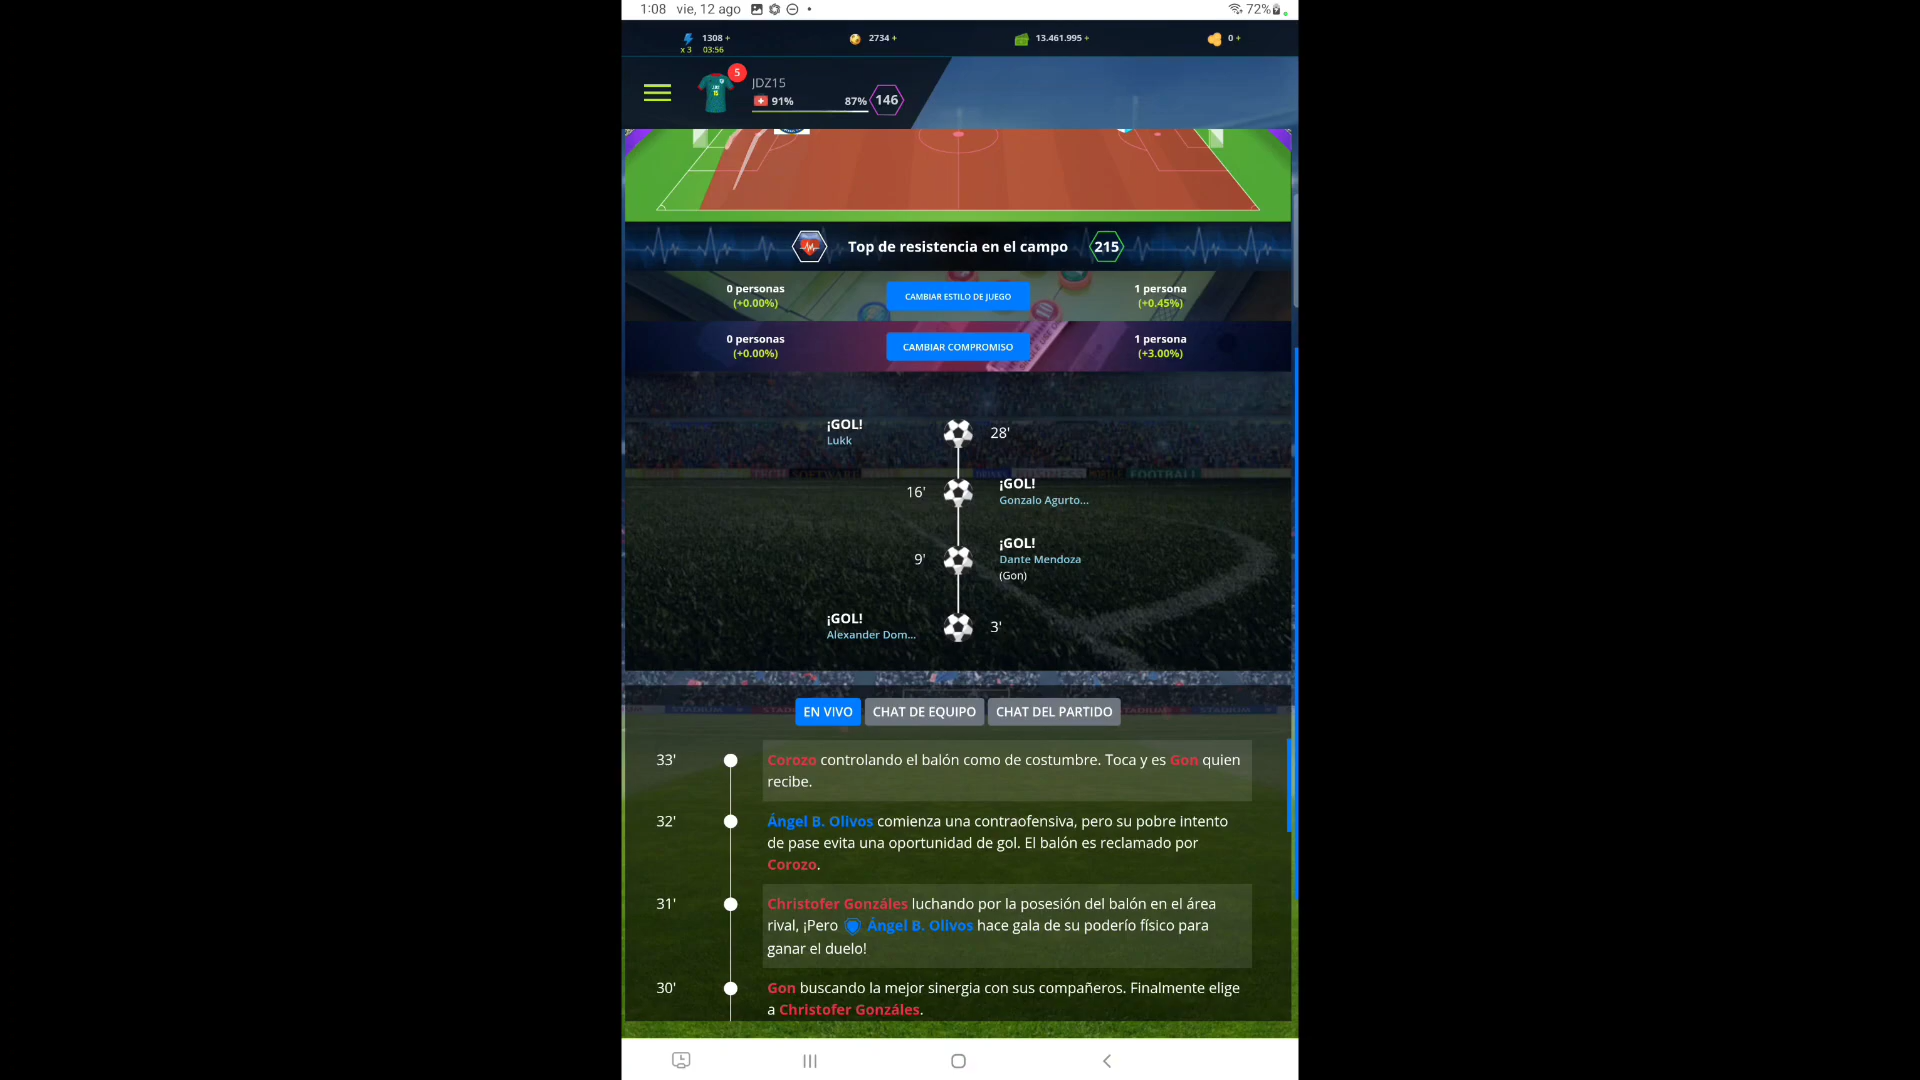 1:08 vie, 12 ago
72%
1308 +
x 3 03:56
2734 +
13.461.995 +
0 +
5
JDZ15
91% 87% 146
Top de resistencia en el campo 215
0 personas
(+0.00%)
CAMBIAR ESTILO DE JUEGO
1 persona
(+0.45%)
0 personas
(+0.00%)
CAMBIAR COMPROMISO
1 persona
(+3.00%)
¡GOL!
Lukk
28'
16'
¡GOL!
Gonzalo Agurto...
9'
¡GOL!
Dante Mendoza
(Gon)
¡GOL!
Alexander Dom...
3'
EN VIVO CHAT DE EQUIPO CHAT DEL PARTIDO
33' Corozo controlando el balón como de costumbre. Toca y es Gon quien
recibe.
32' Ángel B. Olivos comienza una contraofensiva, pero su pobre intento
de pase evita una oportunidad de gol. El balón es reclamado por
Corozo.
31' Christofer Gonzáles luchando por la posesión del balón en el área
rival, ¡Pero Ángel B. Olivos hace gala de su poderío físico para
ganar el duelo!
30' Gon buscando la mejor sinergia con sus compañeros. Finalmente elige
a Christofer Gonzáles.